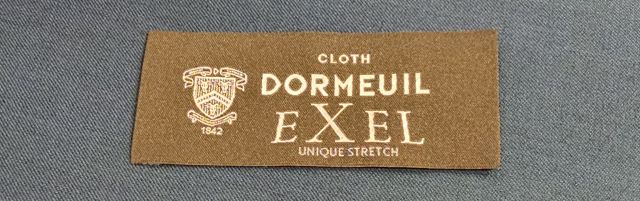 CLOTH
DORMEUIL
EXEL
UNIQUE STRETCH
1842